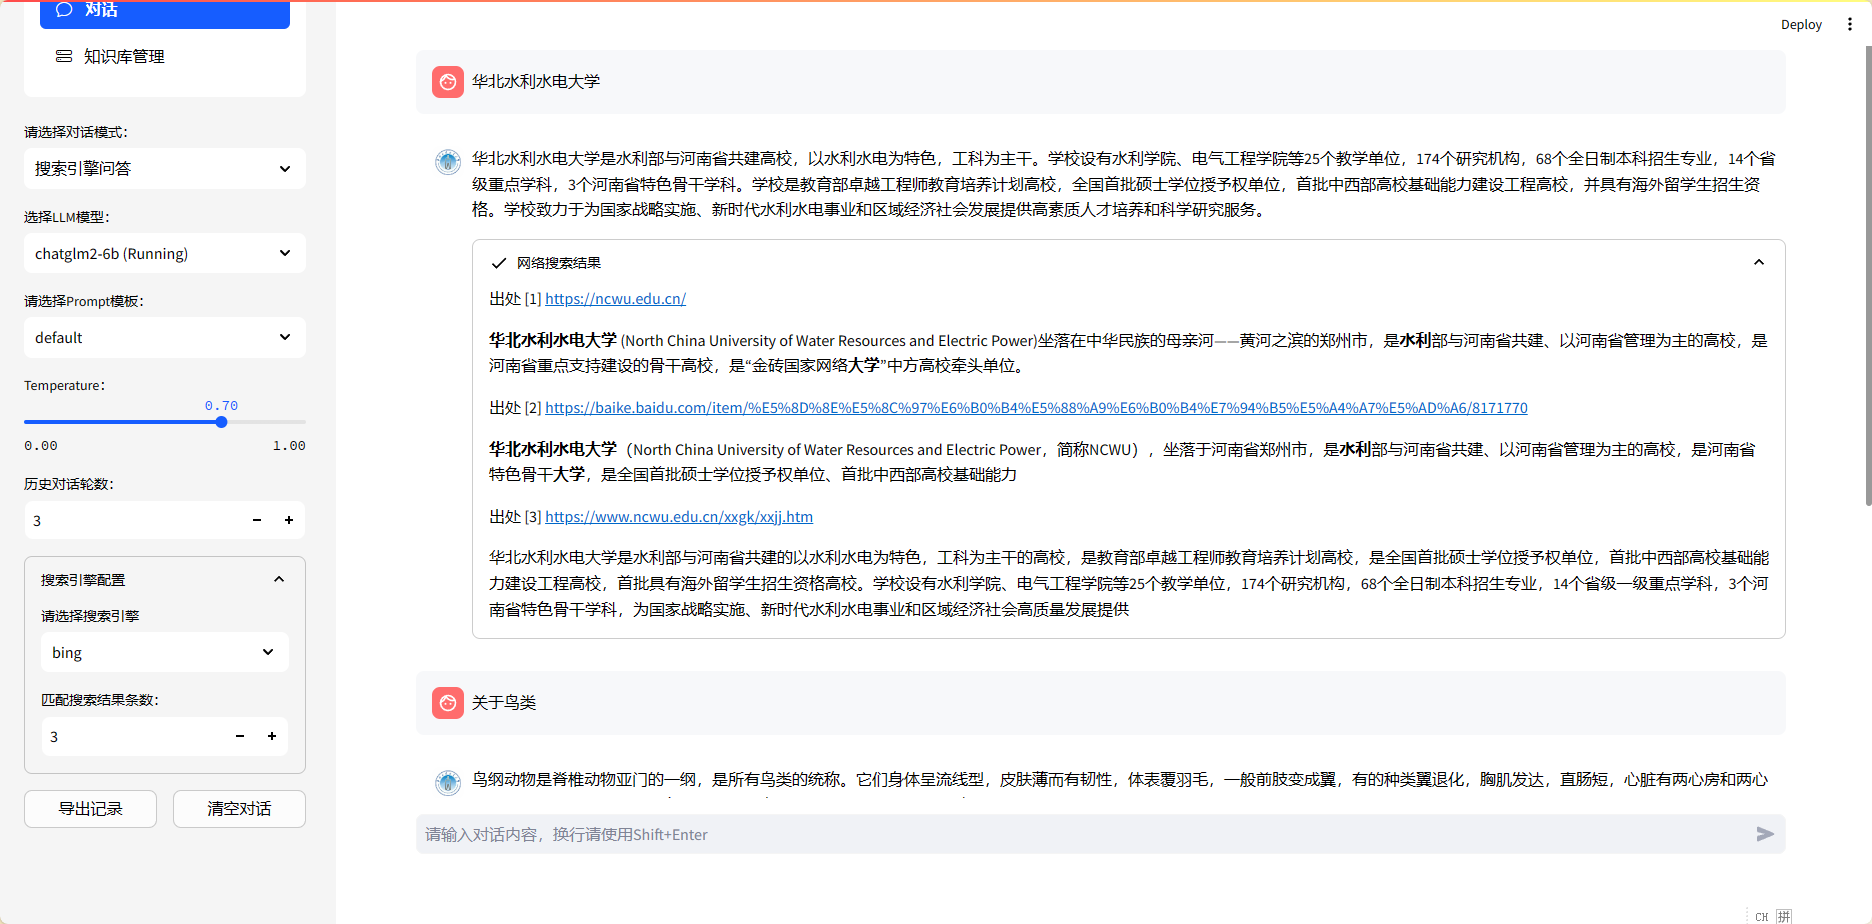 对话
知识库管理
请选择对话模式：
搜索引擎问答
选择LLM模型：
chatglm2-6b (Running)
请选择Prompt模板：
default
Temperature：
0.70
0.00
1.00
历史对话轮数：
3
搜索引擎配置
请选择搜索引擎
bing
匹配搜索结果条数：
3
导出记录
清空对话
Deploy
华北水利水电大学
华北水利水电大学是水利部与河南省共建高校，以水利水电为特色，工科为主干。学校设有水利学院、电气工程学院等25个教学单位，174个研究机构，68个全日制本科招生专业，14个省
级重点学科，3个河南省特色骨干学科。学校是教育部卓越工程师教育培养计划高校，全国首批硕士学位授予权单位，首批中西部高校基础能力建设工程高校，并具有海外留学生招生资
格。学校致力于为国家战略实施、新时代水利水电事业和区域经济社会发展提供高素质人才培养和科学研究服务。
网络搜索结果
出处 [1] https://ncwu.edu.cn/
华北水利水电大学 (North China University of Water Resources and Electric Power)坐落在中华民族的母亲河——黄河之滨的郑州市，是水利部与河南省共建、以河南省管理为主的高校，是
河南省重点支持建设的骨干高校，是“金砖国家网络大学”中方高校牵头单位。
出处 [2] https://baike.baidu.com/item/%E5%8D%8E%E5%8C%97%E6%B0%B4%E5%88%A9%E6%B0%B4%E7%94%B5%E5%A4%A7%E5%AD%A6/8171770
华北水利水电大学（North China University of Water Resources and Electric Power，简称NCWU），坐落于河南省郑州市，是水利部与河南省共建、以河南省管理为主的高校，是河南省
特色骨干大学，是全国首批硕士学位授予权单位、首批中西部高校基础能力
出处 [3] https://www.ncwu.edu.cn/xxgk/xxjj.htm
华北水利水电大学是水利部与河南省共建的以水利水电为特色，工科为主干的高校，是教育部卓越工程师教育培养计划高校，是全国首批硕士学位授予权单位，首批中西部高校基础能
力建设工程高校，首批具有海外留学生招生资格高校。学校设有水利学院、电气工程学院等25个教学单位，174个研究机构，68个全日制本科招生专业，14个省级一级重点学科，3个河
南省特色骨干学科，为国家战略实施、新时代水利水电事业和区域经济社会高质量发展提供
关于鸟类
鸟纲动物是脊椎动物亚门的一纲，是所有鸟类的统称。它们身体呈流线型，皮肤薄而有韧性，体表覆羽毛，一般前肢变成翼，有的种类翼退化，胸肌发达，直肠短，心脏有两心房和两心
请输入对话内容，换行请使用Shift+Enter
CH 拼